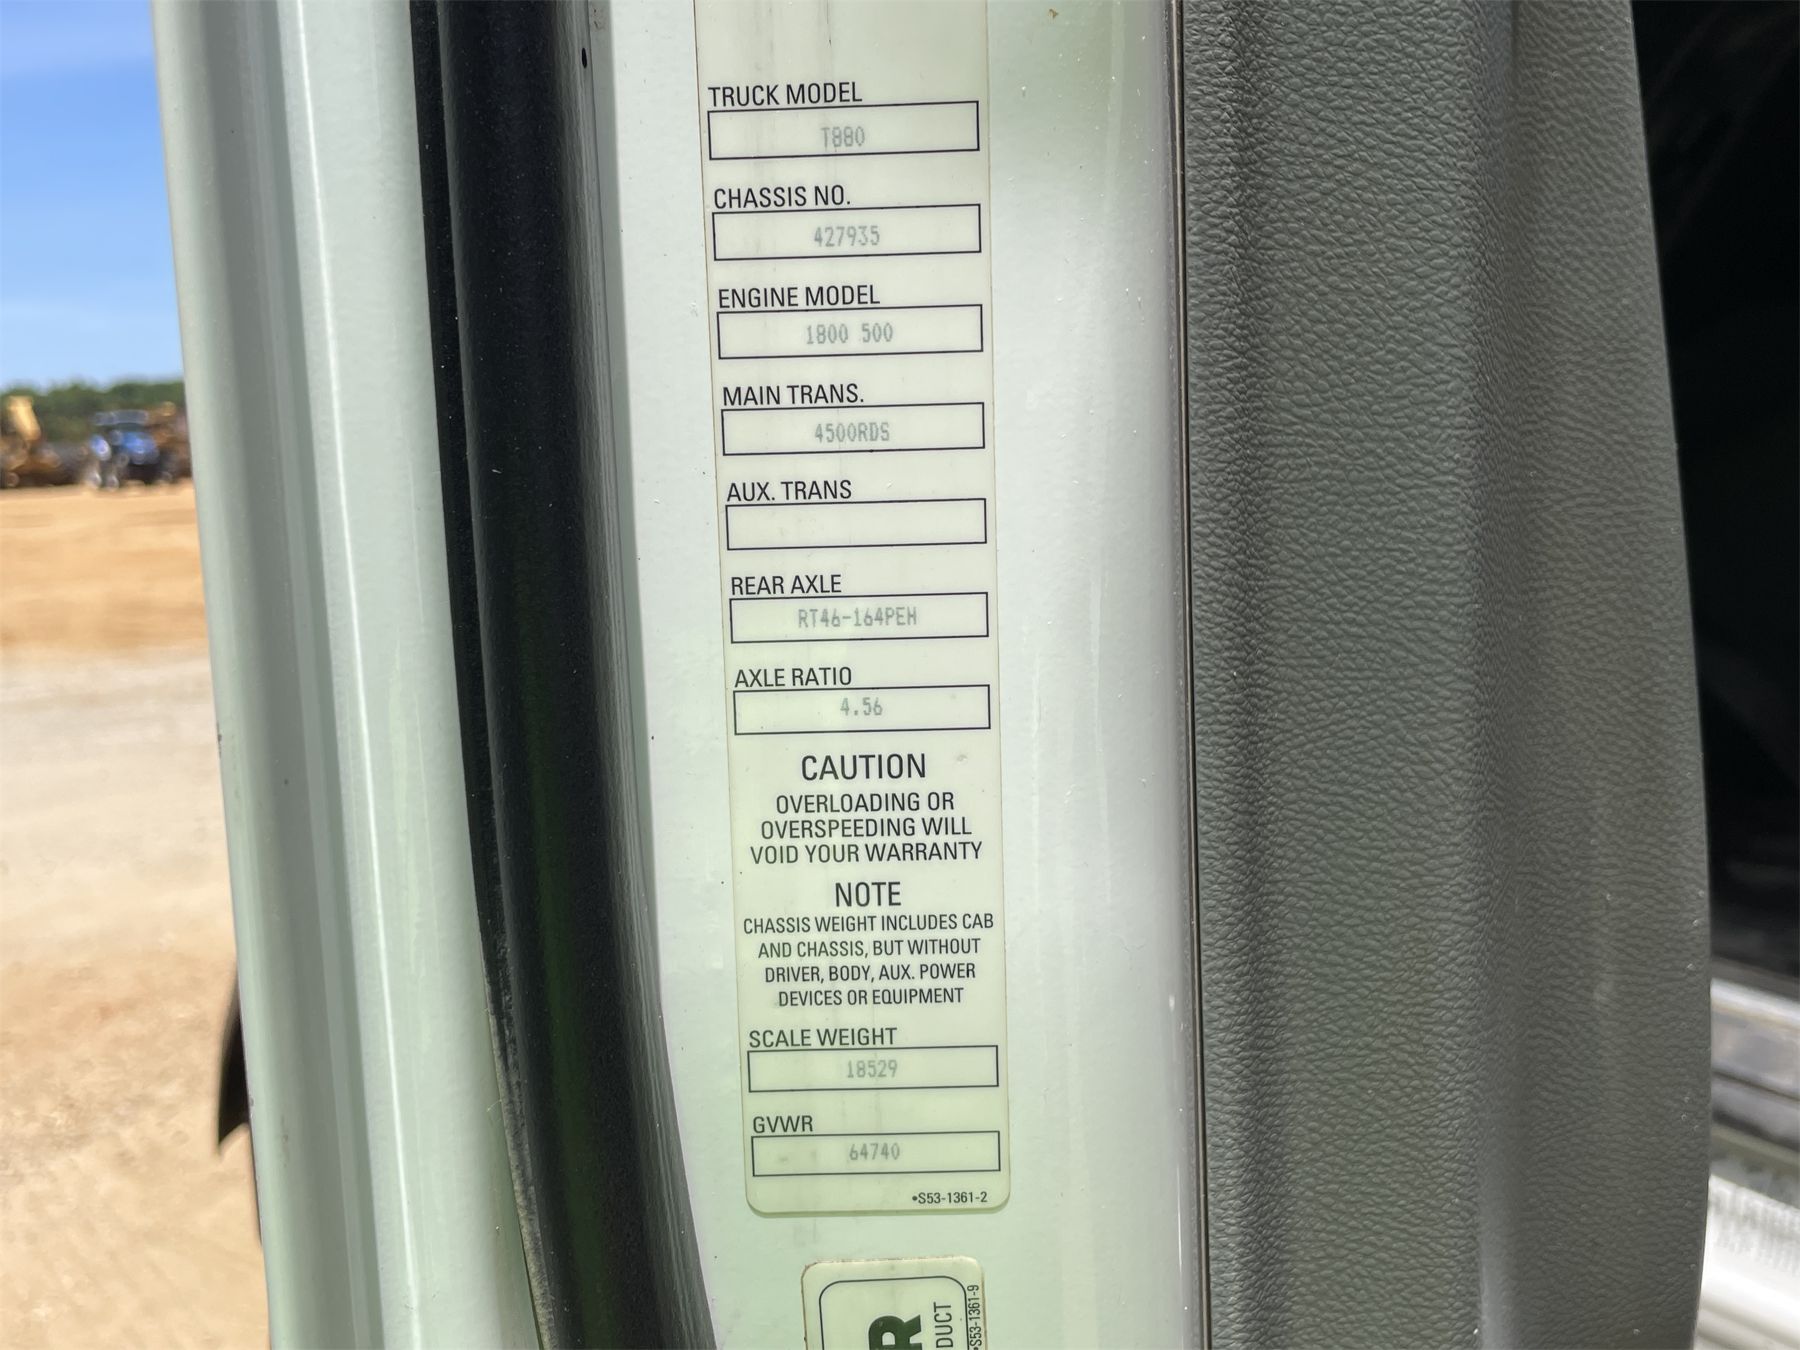 TRUCK MODEL
T880
CHASSIS NO.
427935
ENGINE MODEL
1800 500
MAIN TRANS.
4500RDS
AUX. TRANS
REAR AXLE
RT46-164PEH
AXLE RATIO
4.56
CAUTION
OVERLOADING OR
OVERSPEEDING WILL
VOID YOUR WARRANTY
NOTE
CHASSIS WEIGHT INCLUDES CAB
AND CHASSIS, BUT WITHOUT
DRIVER, BODY, AUX. POWER
DEVICES OR EQUIPMENT
SCALE WEIGHT
18529
GVWR
64740
•S53-1361-2
•S53-1361-9